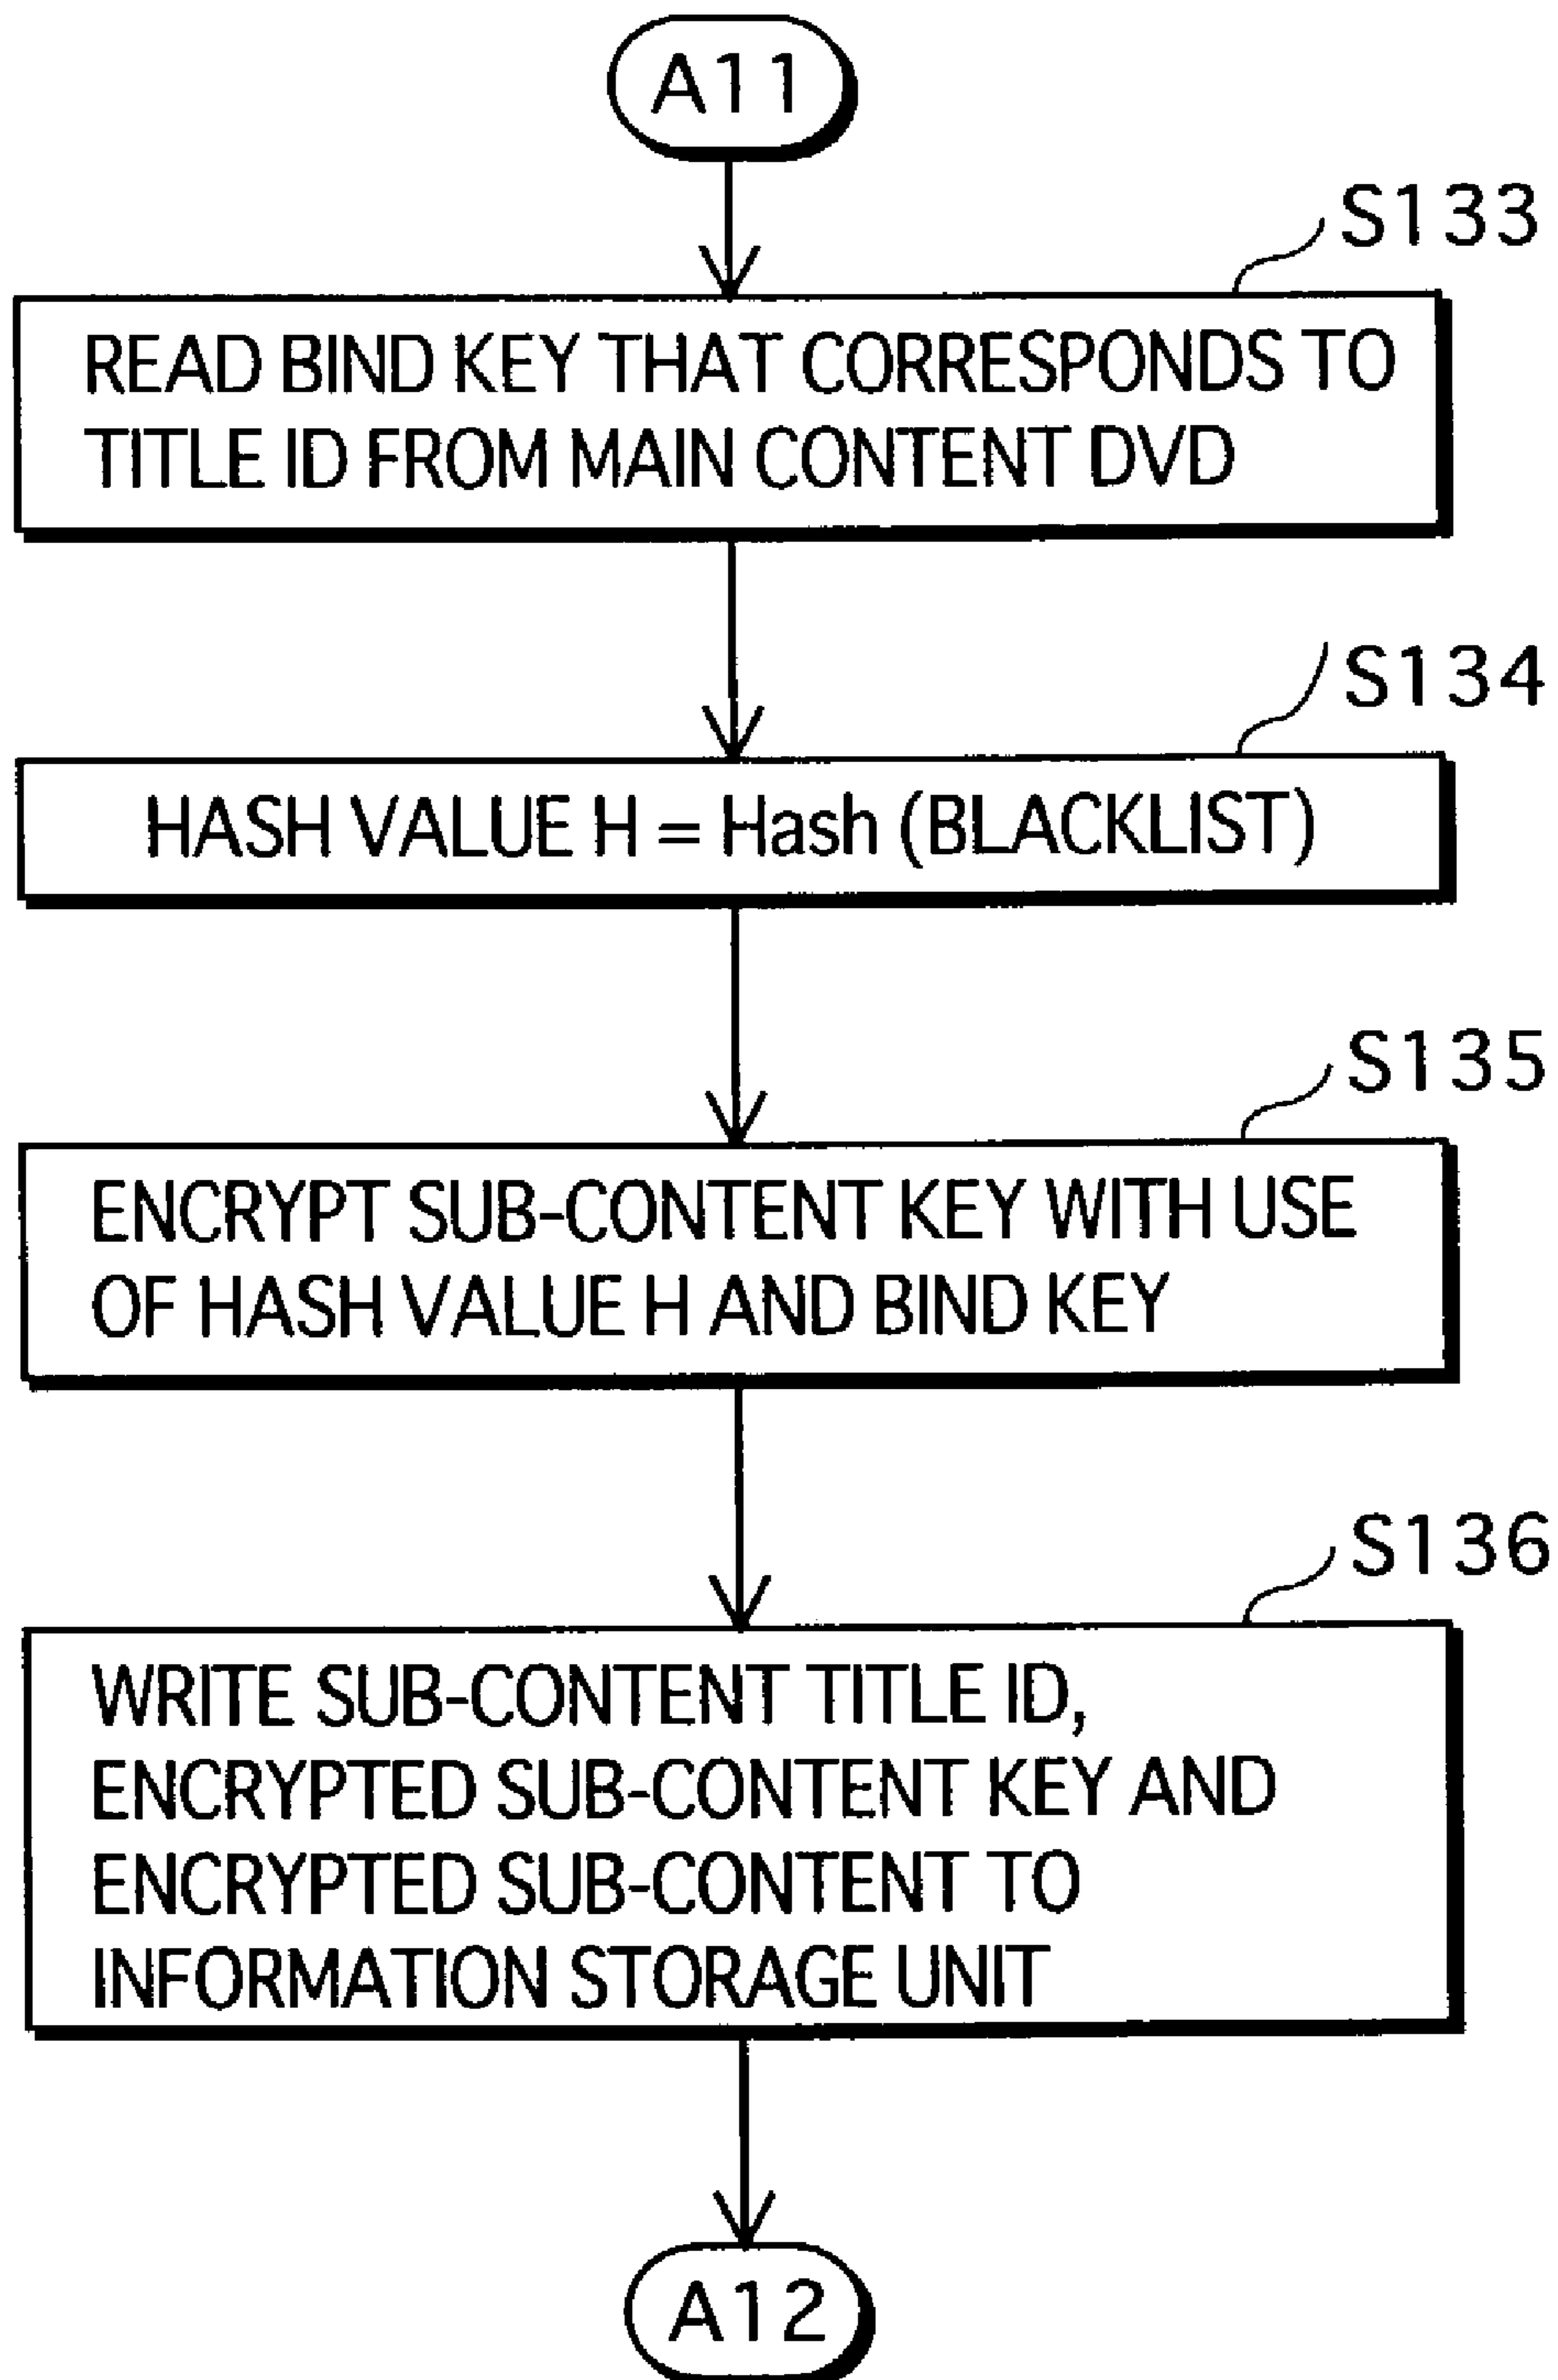 A11
S133
READ BIND KEY THAT CORRESPONDS TO
TITLE ID FROM MAIN CONTENT DVD
S134
HASH VALUE H = Hash (BLACKLIST)
S135
ENCRYPT SUB-CONTENT KEY WITH USE
OF HASH VALUE H AND BIND KEY
S136
WRITE SUB-CONTENT TITLE ID,
ENCRYPTED SUB-CONTENT KEY AND
ENCRYPTED SUB-CONTENT TO
INFORMATION STORAGE UNIT
A12